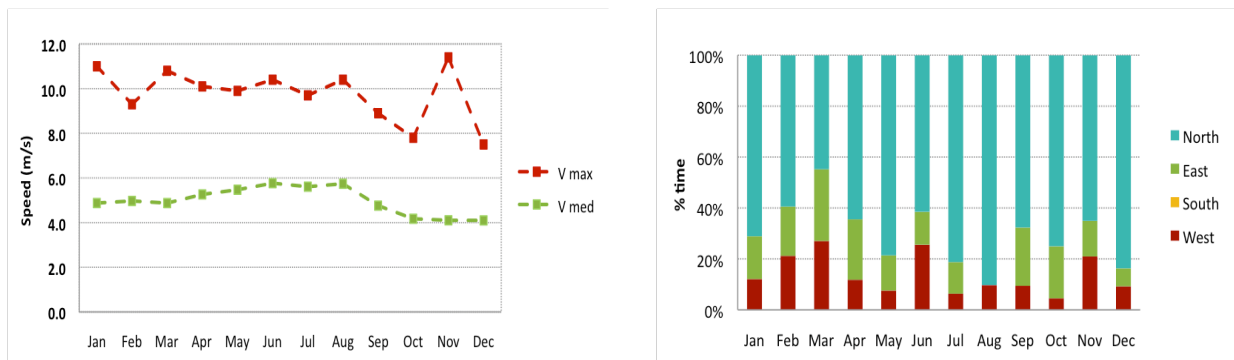 12.0
10.0
8.0
6.0
4.0
2.0
0.0
Speed (m/s)
Jan Feb Mar Apr May Jun Jul Aug Sep Oct Nov Dec
V max
V med
100%
80%
60%
40%
20%
0%
% time
Jan Feb Mar Apr May Jun Jul Aug Sep Oct Nov Dec
North
East
South
West